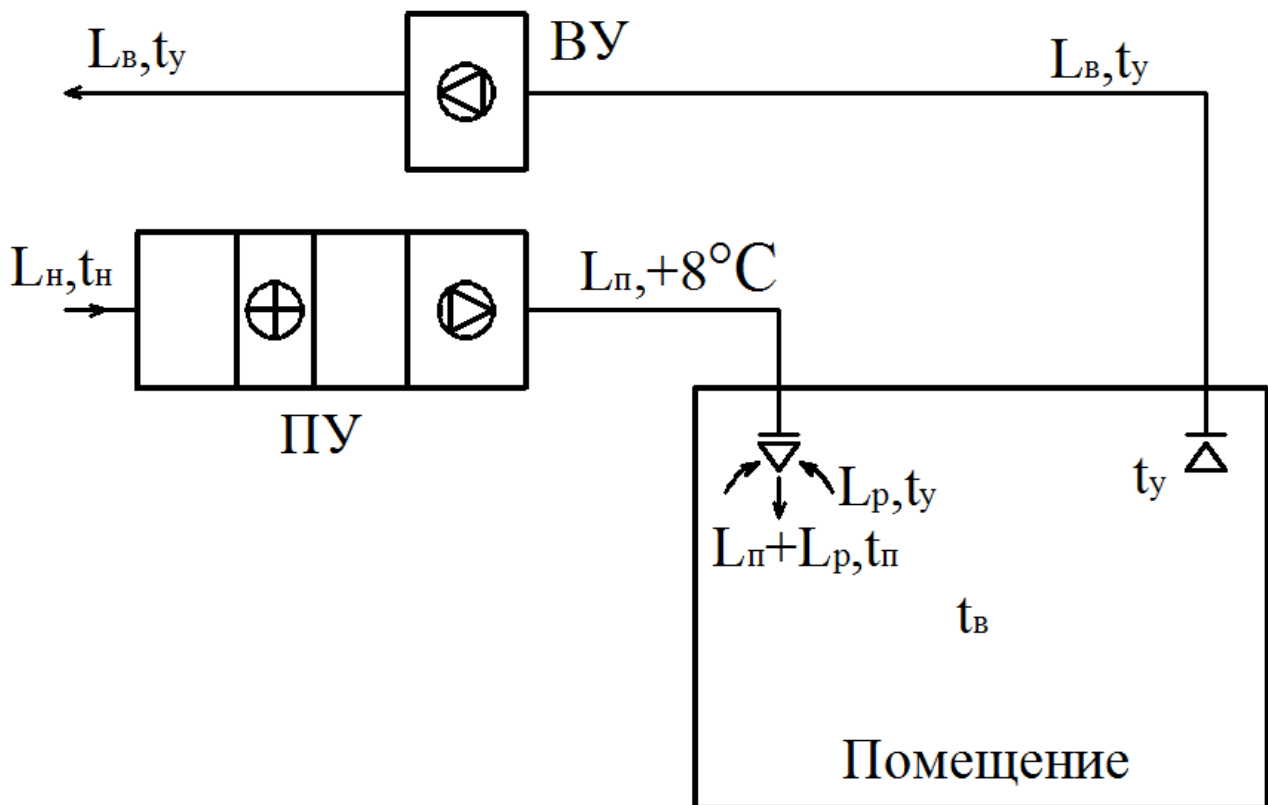 Lв,tу
ВУ
Lв,tу
Lн,tн
Lп,+8°C
ПУ
Lр,tу
tу
Lп+Lр,tп
tв
Помещение